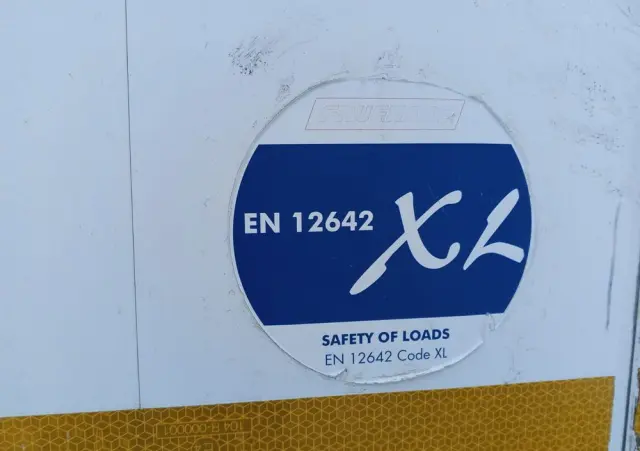 EN 12642 XL
SAFETY OF LOADS
EN 12642 Code XL